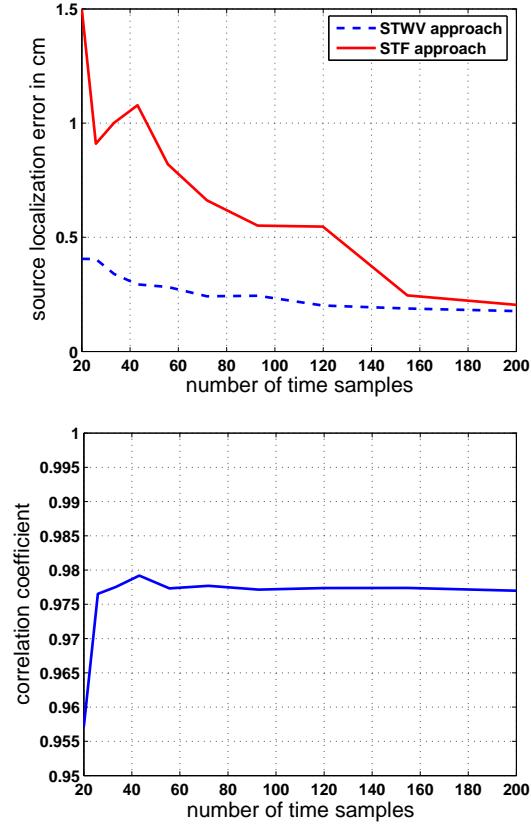 1.5
1
0.5
0
source localization error in cm
STWV approach
STF approach
20 40 60 80 100 120 140 160 180 200
number of time samples
1
0.995
0.99
0.985
0.98
0.975
0.97
0.965
0.96
0.955
0.95
correlation coefficient
20 40 60 80 100 120 140 160 180 200
number of time samples